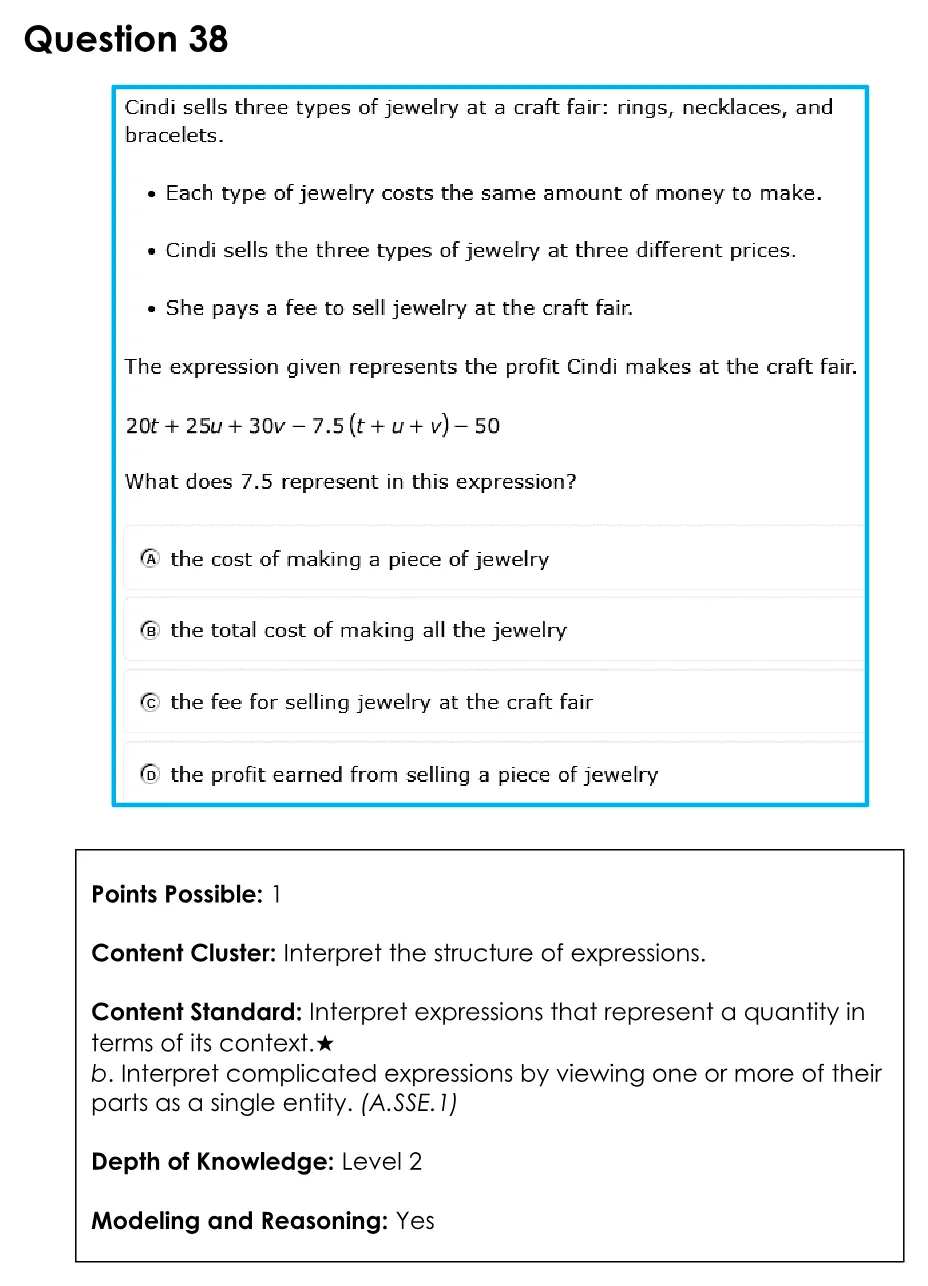 Question 38
Cindi sells three types of jewelry at a craft fair: rings, necklaces, and
bracelets.
• Each type of jewelry costs the same amount of money to make.
• Cindi sells the three types of jewelry at three different prices.
• She pays a fee to sell jewelry at the craft fair.
The expression given represents the profit Cindi makes at the craft fair.
20t + 25u + 30v – 7.5 (t + u + v) – 50
What does 7.5 represent in this expression?
Ⓐ the cost of making a piece of jewelry
Ⓑ the total cost of making all the jewelry
Ⓒ the fee for selling jewelry at the craft fair
Ⓓ the profit earned from selling a piece of jewelry
Points Possible: 1
Content Cluster: Interpret the structure of expressions.
Content Standard: Interpret expressions that represent a quantity in
terms of its context.★
b. Interpret complicated expressions by viewing one or more of their
parts as a single entity. (A.SSE.1)
Depth of Knowledge: Level 2
Modeling and Reasoning: Yes